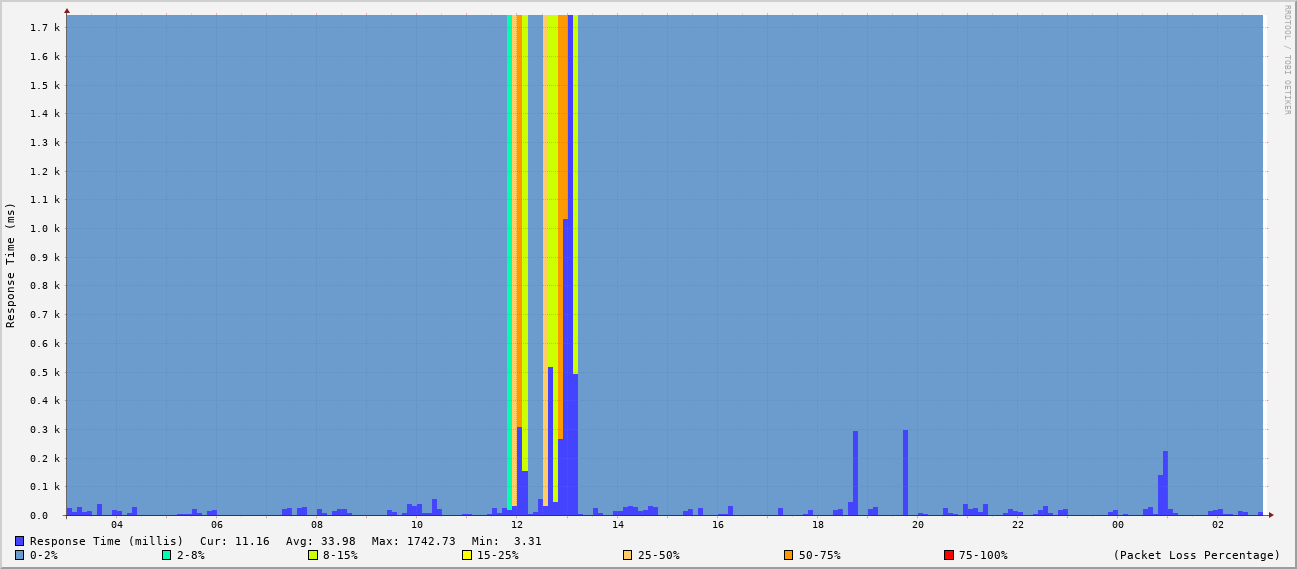 RRDTOOL / TOBI OETIKER
Response Time (ms)
1.7 k
1.6 k
1.5 k
1.4 k
1.3 k
1.2 k
1.1 k
1.0 k
0.9 k
0.8 k
0.7 k
0.6 k
0.5 k
0.4 k
0.3 k
0.2 k
0.1 k
0.0
04 06 08 10 12 14 16 18 20 22 00 02
Response Time (millis) Cur: 11.16 Avg: 33.98 Max: 1742.73 Min: 3.31
0-2% 2-8% 8-15% 15-25% 25-50% 50-75% 75-100% (Packet Loss Percentage)